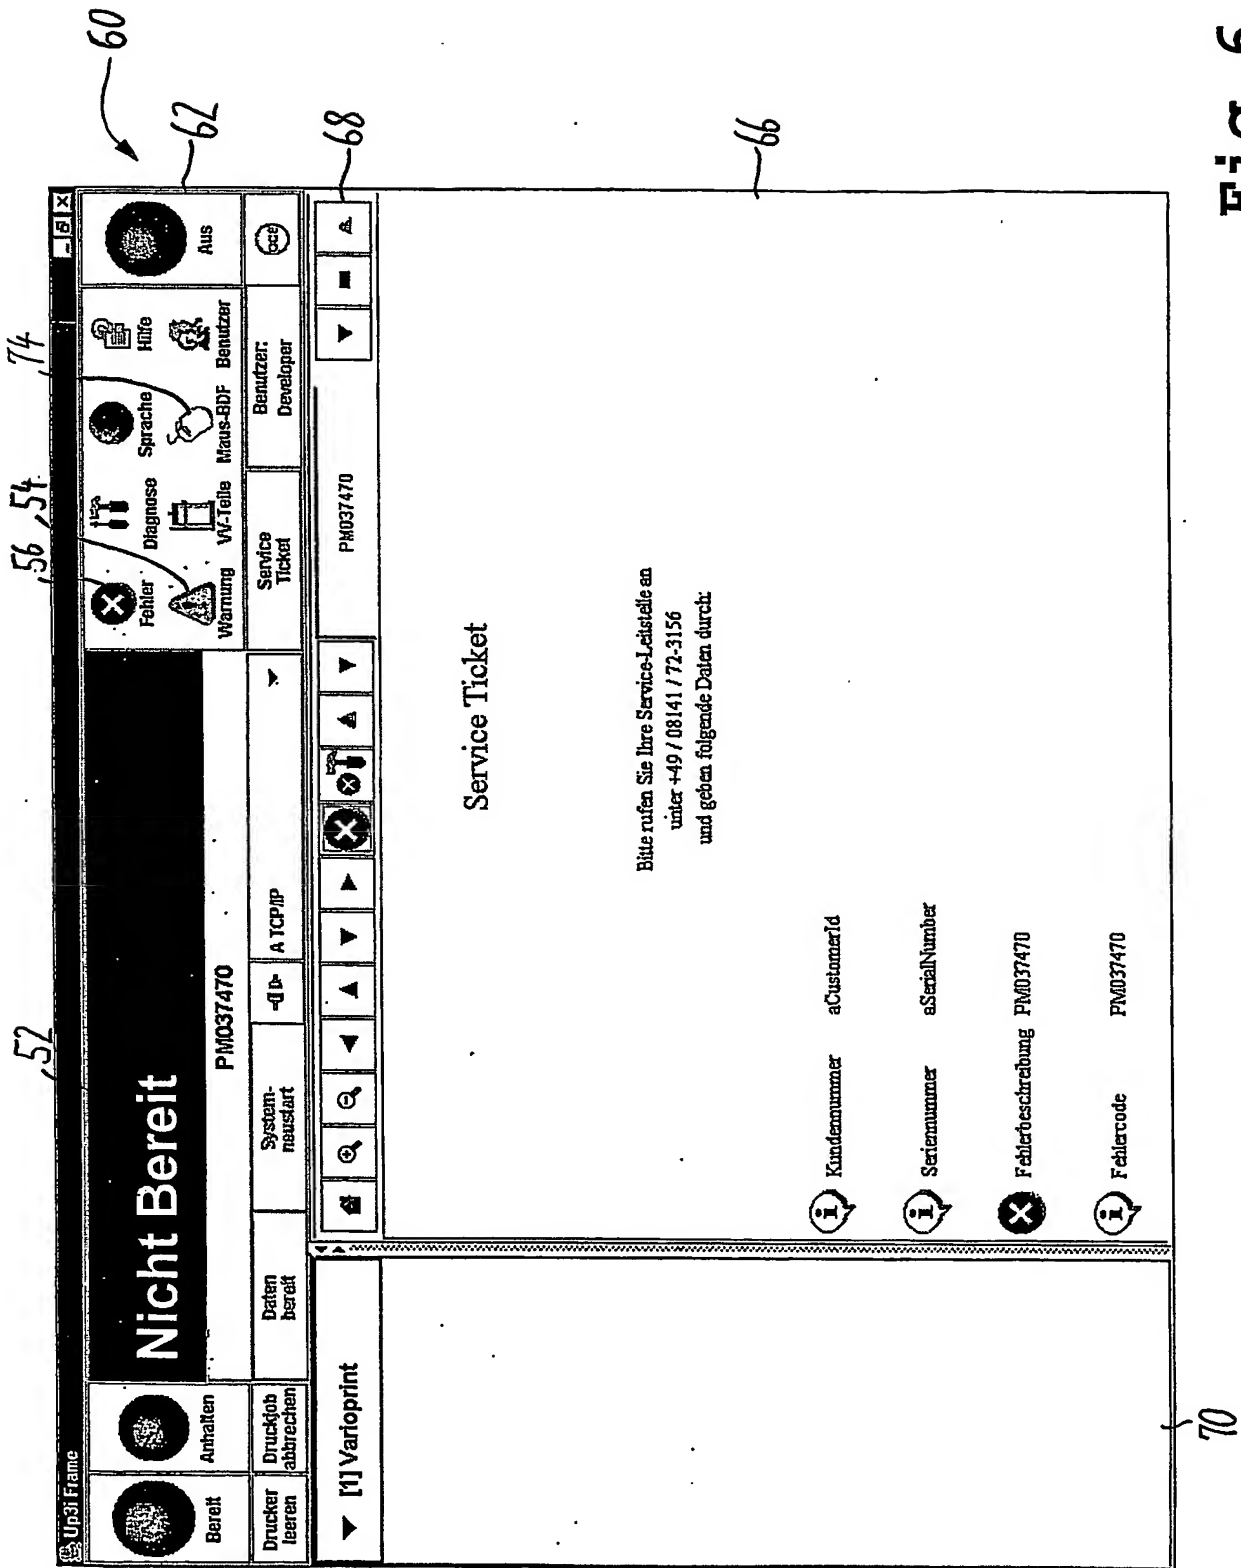 60
62
68
66
74
56
54
52
70
Up3i Frame
Bereit
Anhalten
Nicht Bereit
PM037470
Fehler
Diagnose
Sprache
Hilfe
Warnung
VV-Teile
Maus-BDF
Benutzer
Aus
Drucker
leeren
Druckjob
abbrechen
Daten
bereit
System-
neustart
A TCP/IP
Service
Ticket
Benutzer:
Developer
OCE
[1] Varioprint
PM037470
Service Ticket
Bitte rufen Sie Ihre Service-Leitstelle an
unter +49 / 08141 / 72-3156
und geben folgende Daten durch:
Kundennummer aCustomerId
Seriennummer aSerialNumber
Fehlerbeschreibung PM037470
Fehlercode PM037470
Fig. 6